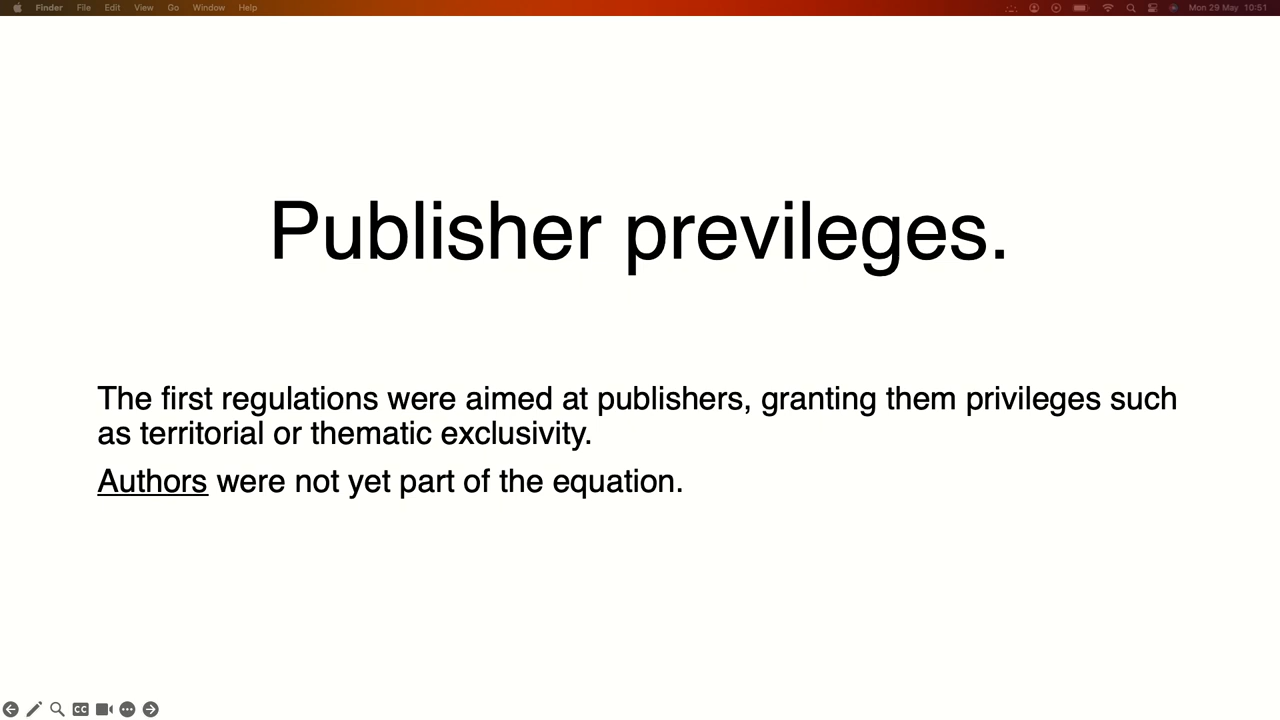 Finder File Edit View Go Window Help Mon 29 May 10:51
Publisher previleges.
The first regulations were aimed at publishers, granting them privileges such
as territorial or thematic exclusivity.
Authors were not yet part of the equation.
CC